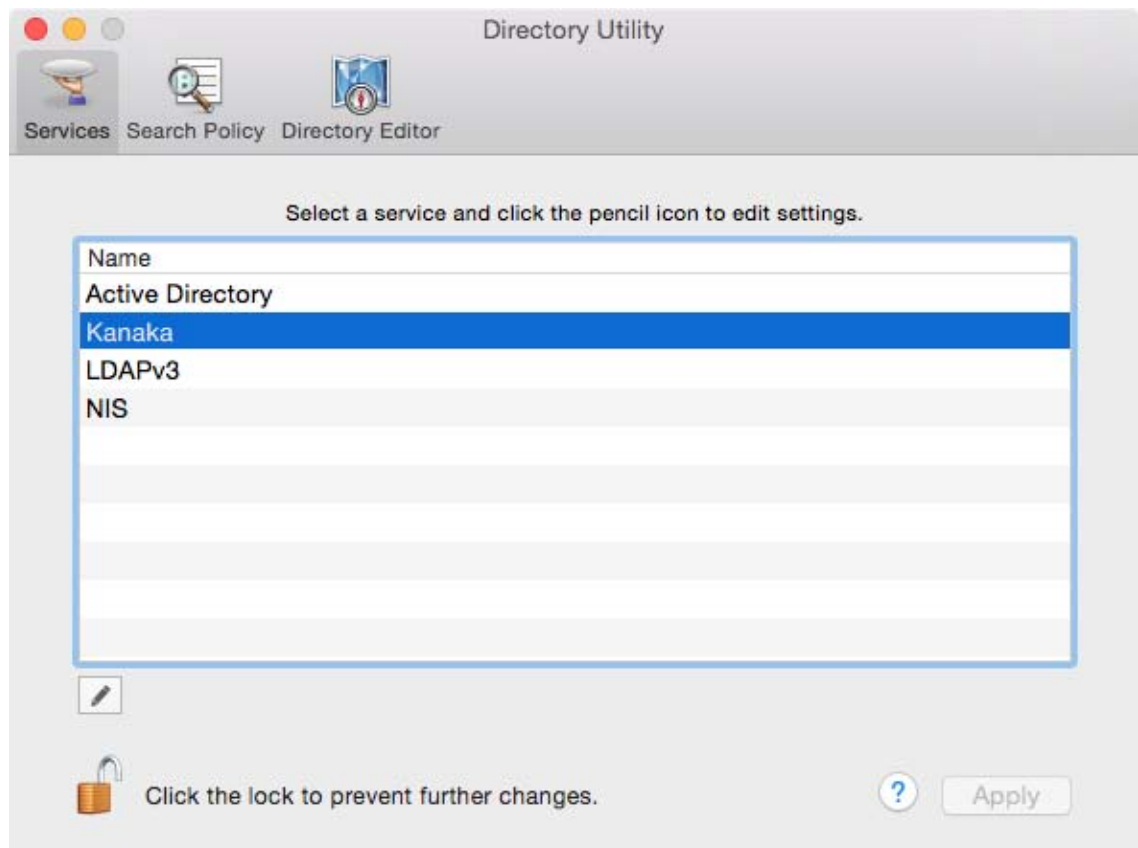 Directory Utility
Services Search Policy Directory Editor
Select a service and click the pencil icon to edit settings.
Name
Active Directory
Kanaka
LDAPv3
NIS
Click the lock to prevent further changes.
? Apply